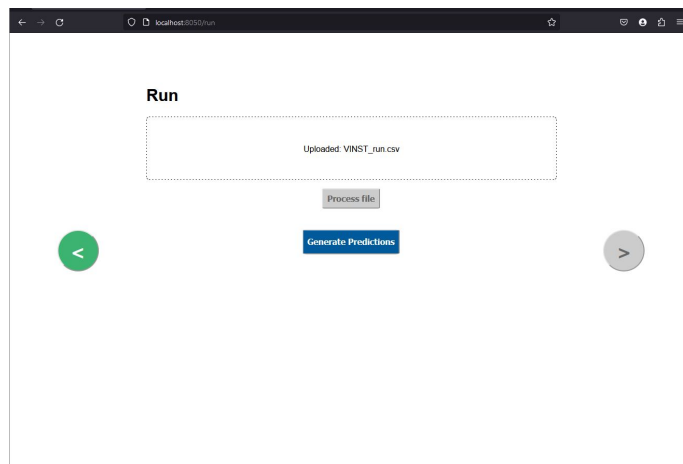 localhost:8050/run
Run
Uploaded: VINST_run.csv
Process file
Generate Predictions
<
>